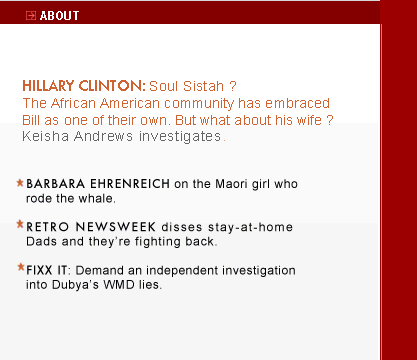 ABOUT
HILLARY CLINTON: Soul Sistah ?
The African American community has embraced
Bill as one of their own. But what about his wife ?
Keisha Andrews investigates.
BARBARA EHRENREICH on the Maori girl who
rode the whale.
RETRO NEWSWEEK disses stay-at-home
Dads and they're fighting back.
FIXX IT: Demand an independent investigation
into Dubya's WMD lies.